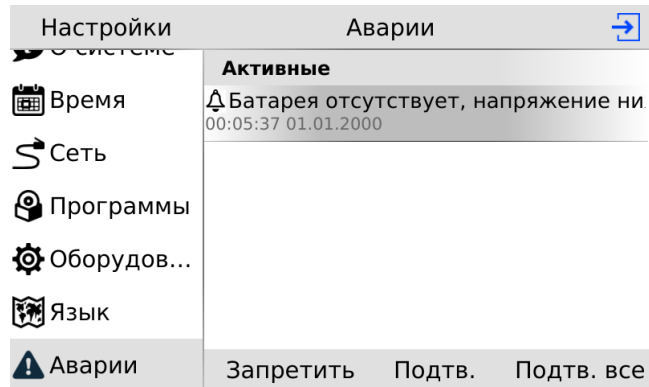 Настройки
Аварии
О системе
Время
Сеть
Программы
Оборудов...
Язык
Аварии
Активные
Батарея отсутствует, напряжение ни
00:05:37 01.01.2000
Запретить
Подтв.
Подтв. все